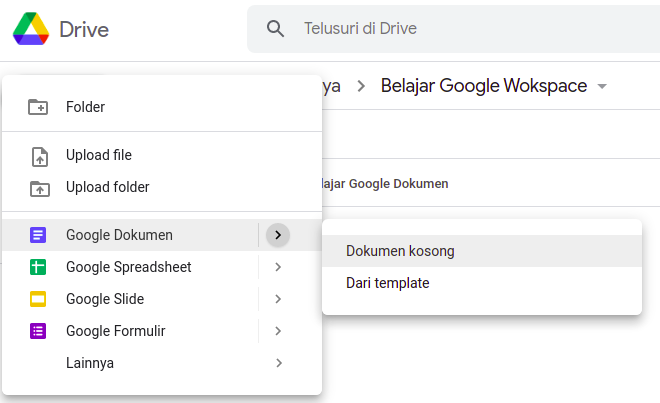 Drive
Telusuri di Drive
ya > Belajar Google Wokspace
Folder
Upload file
Upload folder
lajar Google Dokumen
Google Dokumen
Dokumen kosong
Google Spreadsheet
Dari template
Google Slide
Google Formulir
Lainnya